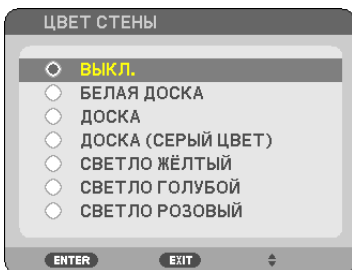 ЦВЕТ СТЕНЫ
ВЫКЛ.
БЕЛАЯ ДОСКА
ДОСКА
ДОСКА (СЕРЫЙ ЦВЕТ)
СВЕТЛО ЖЁЛТЫЙ
СВЕТЛО ГОЛУБОЙ
СВЕТЛО РОЗОВЫЙ
ENTER EXIT